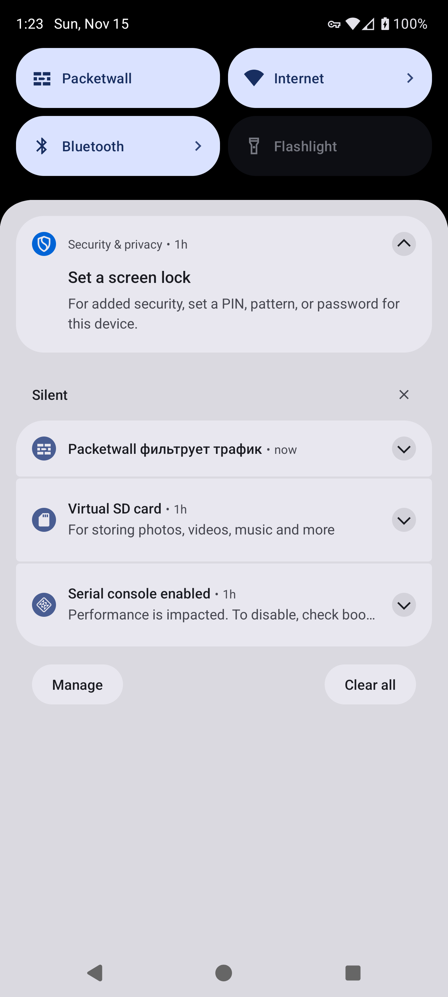 1:23 Sun, Nov 15 100%
Packetwall Internet
Bluetooth Flashlight
Security & privacy • 1h
Set a screen lock
For added security, set a PIN, pattern, or password for
this device.
Silent
Packetwall фильтрует трафик • now
Virtual SD card • 1h
For storing photos, videos, music and more
Serial console enabled • 1h
Performance is impacted. To disable, check boo…
Manage Clear all